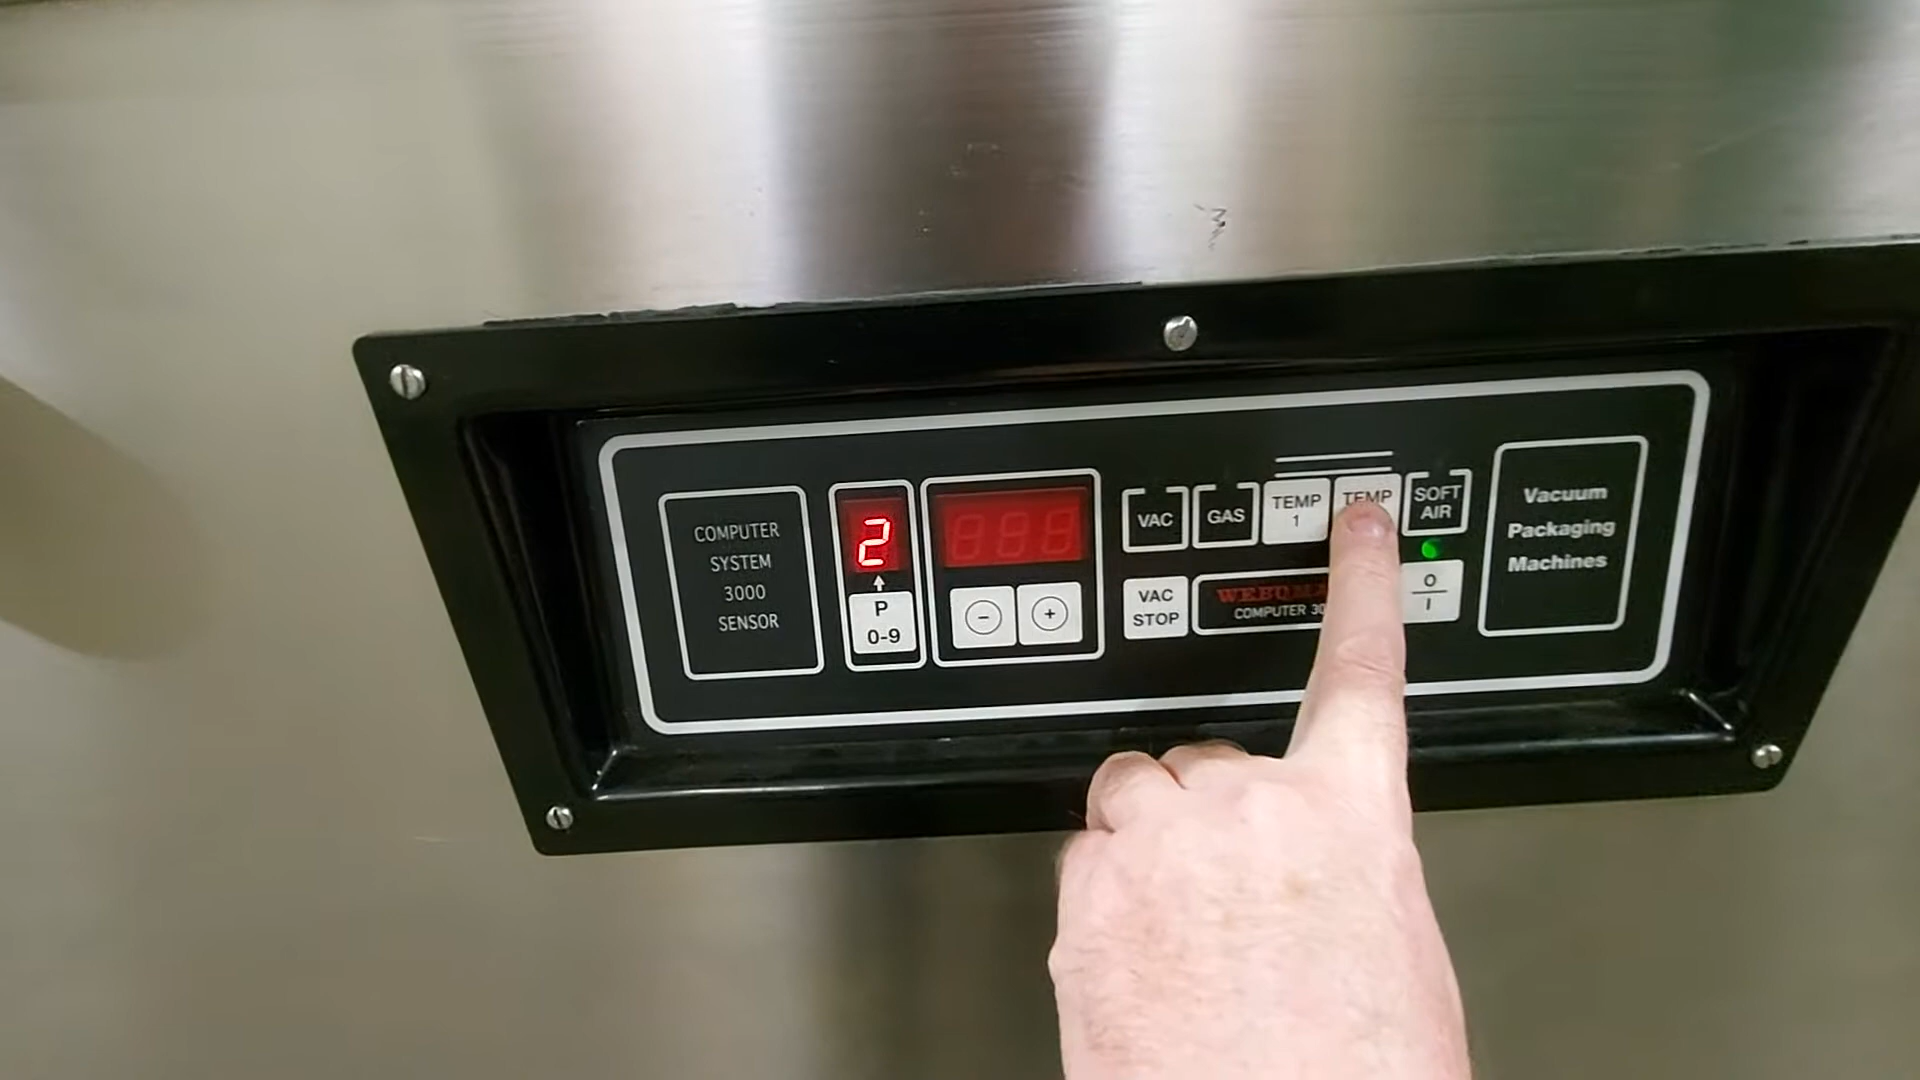 COMPUTER
SYSTEM
3000
SENSOR
2
P
0-9
-
+
VAC
GAS
TEMP
1
TEMP
SOFT
AIR
VAC
STOP
COMPUTER
O
I
Vacuum
Packaging
Machines